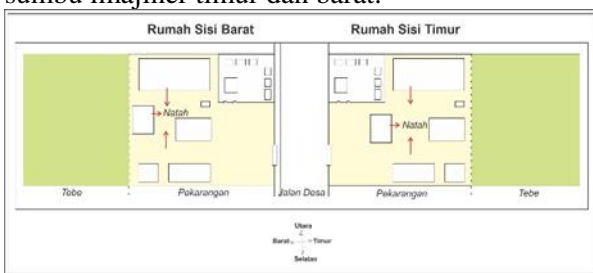 sumbu imajiner timur dan barat.
Rumah Sisi Barat Rumah Sisi Timur
Natah Natah
Tebe Pekarangan Jalan Desa Pekarangan Tebe
Utara
Barat Timur
Selatan